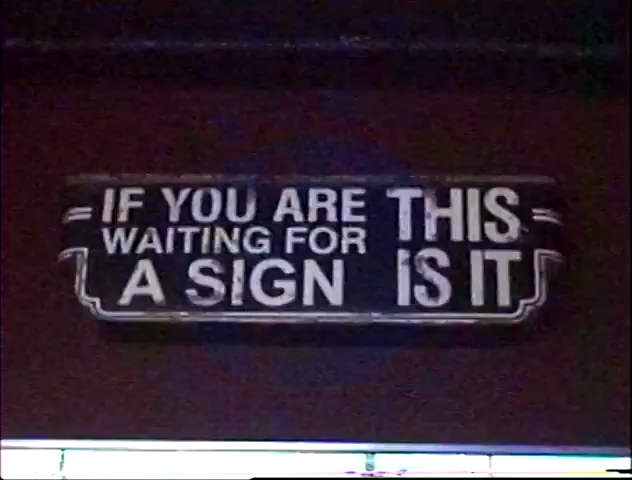 IF YOU ARE
WAITING FOR
A SIGN
THIS
IS IT